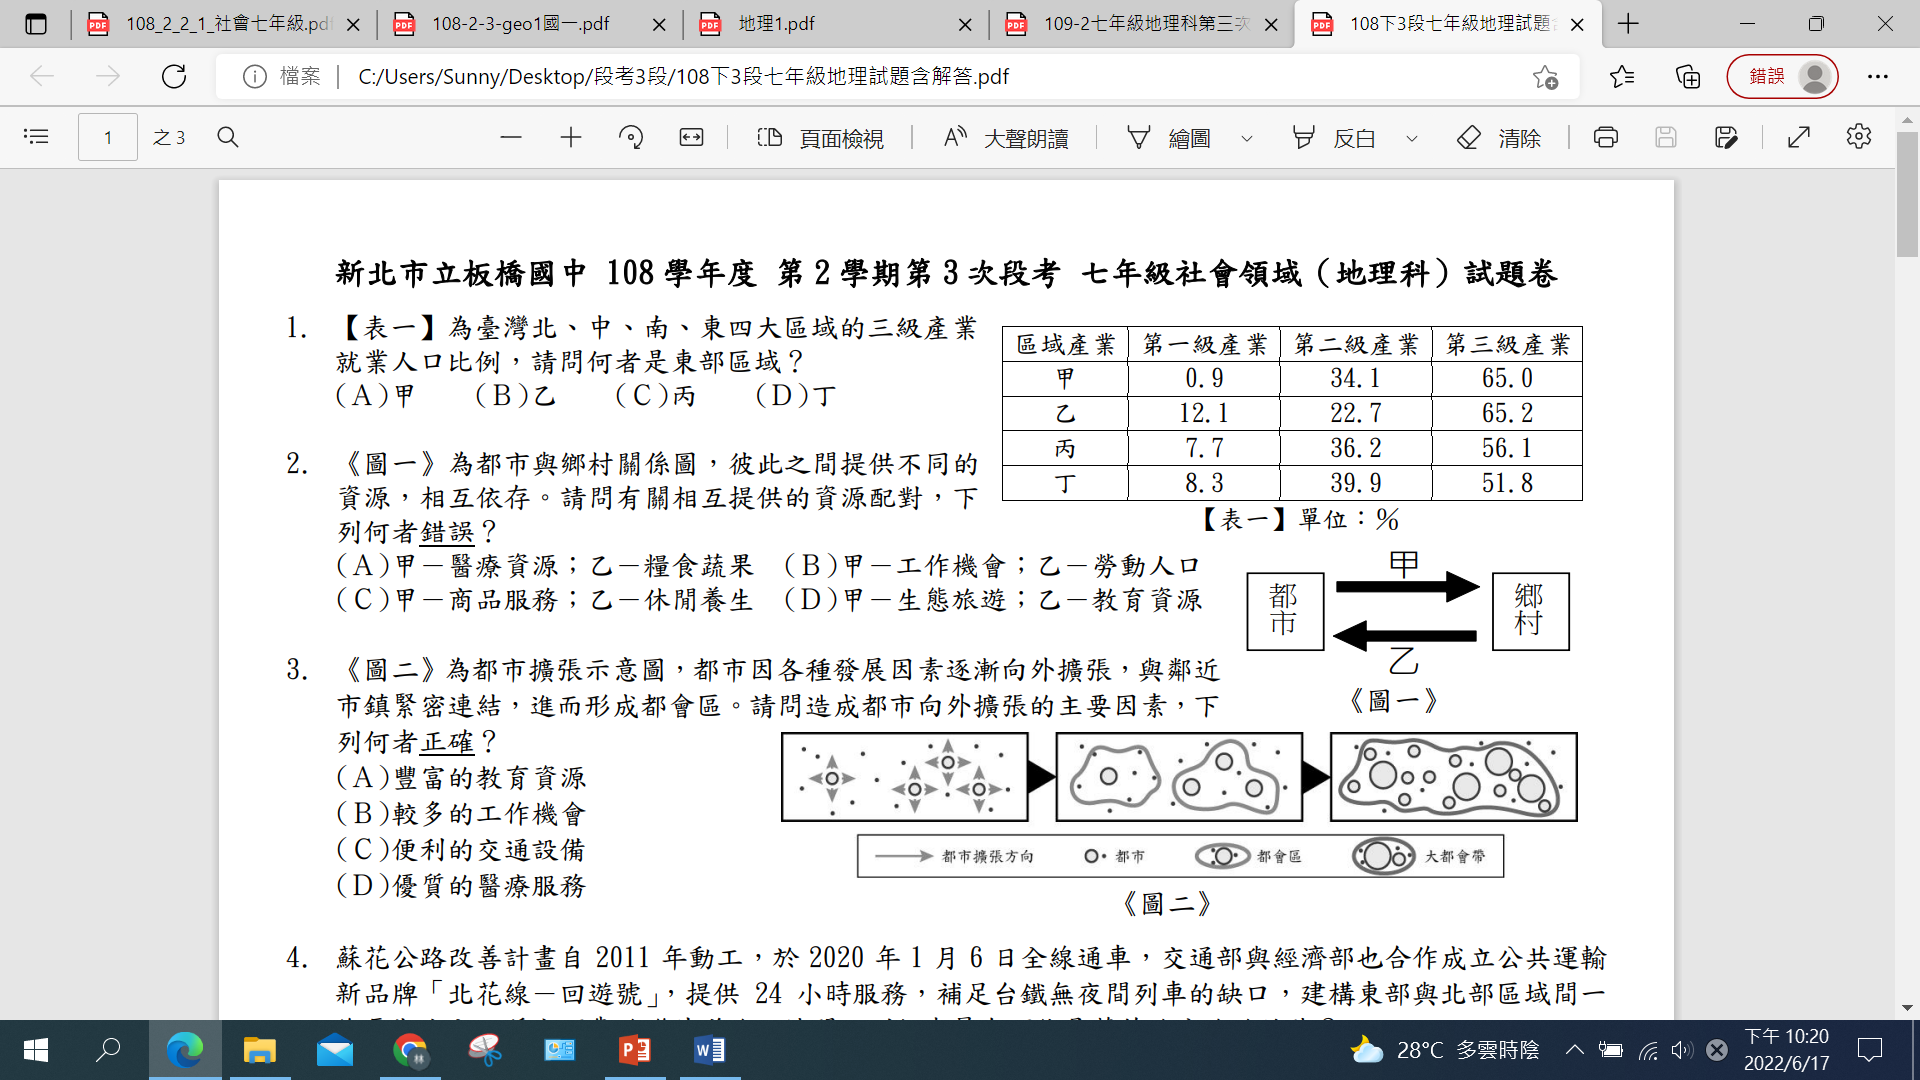 108_2_2_1_社會七年級.pdf
108-2-3-geo1國一.pdf
地理1.pdf
109-2七年級地理科第三次
108下3段七年級地理試題
檔案 C:/Users/Sunny/Desktop/段考3段/108下3段七年級地理試題含解答.pdf
錯誤
1 之 3
頁面檢視
大聲朗讀
繪圖
反白
清除
新北市立板橋國中 108 學年度 第 2 學期第 3 次段考 七年級社會領域（地理科）試題卷
1. 【表一】為臺灣北、中、南、東四大區域的三級產業
就業人口比例，請問何者是東部區域？
(A)甲 (B)乙 (C)丙 (D)丁
區域產業 第一級產業 第二級產業 第三級產業
甲 0.9 34.1 65.0
乙 12.1 22.7 65.2
丙 7.7 36.2 56.1
丁 8.3 39.9 51.8
【表一】單位：%
2. 《圖一》為都市與鄉村關係圖，彼此之間提供不同的
資源，相互依存。請問有關相互提供的資源配對，下
列何者錯誤？
(A)甲－醫療資源；乙－糧食蔬果 (B)甲－工作機會；乙－勞動人口
(C)甲－商品服務；乙－休閒養生 (D)甲－生態旅遊；乙－教育資源
甲
都市
鄉村
乙
《圖一》
3. 《圖二》為都市擴張示意圖，都市因各種發展因素逐漸向外擴張，與鄰近
市鎮緊密連結，進而形成都會區。請問造成都市向外擴張的主要因素，下
列何者正確？
(A)豐富的教育資源
(B)較多的工作機會
(C)便利的交通設備
(D)優質的醫療服務
都市擴張方向 都市 都會區 大都會帶
《圖二》
4. 蘇花公路改善計畫自 2011 年動工，於 2020 年 1 月 6 日全線通車，交通部與經濟部也合作成立公共運輸
新品牌「北花線－回遊號」，提供 24 小時服務，補足台鐵無夜間列車的缺口，建構東部與北部區域間一
28°C 多雲時陰
下午 10:20
2022/6/17